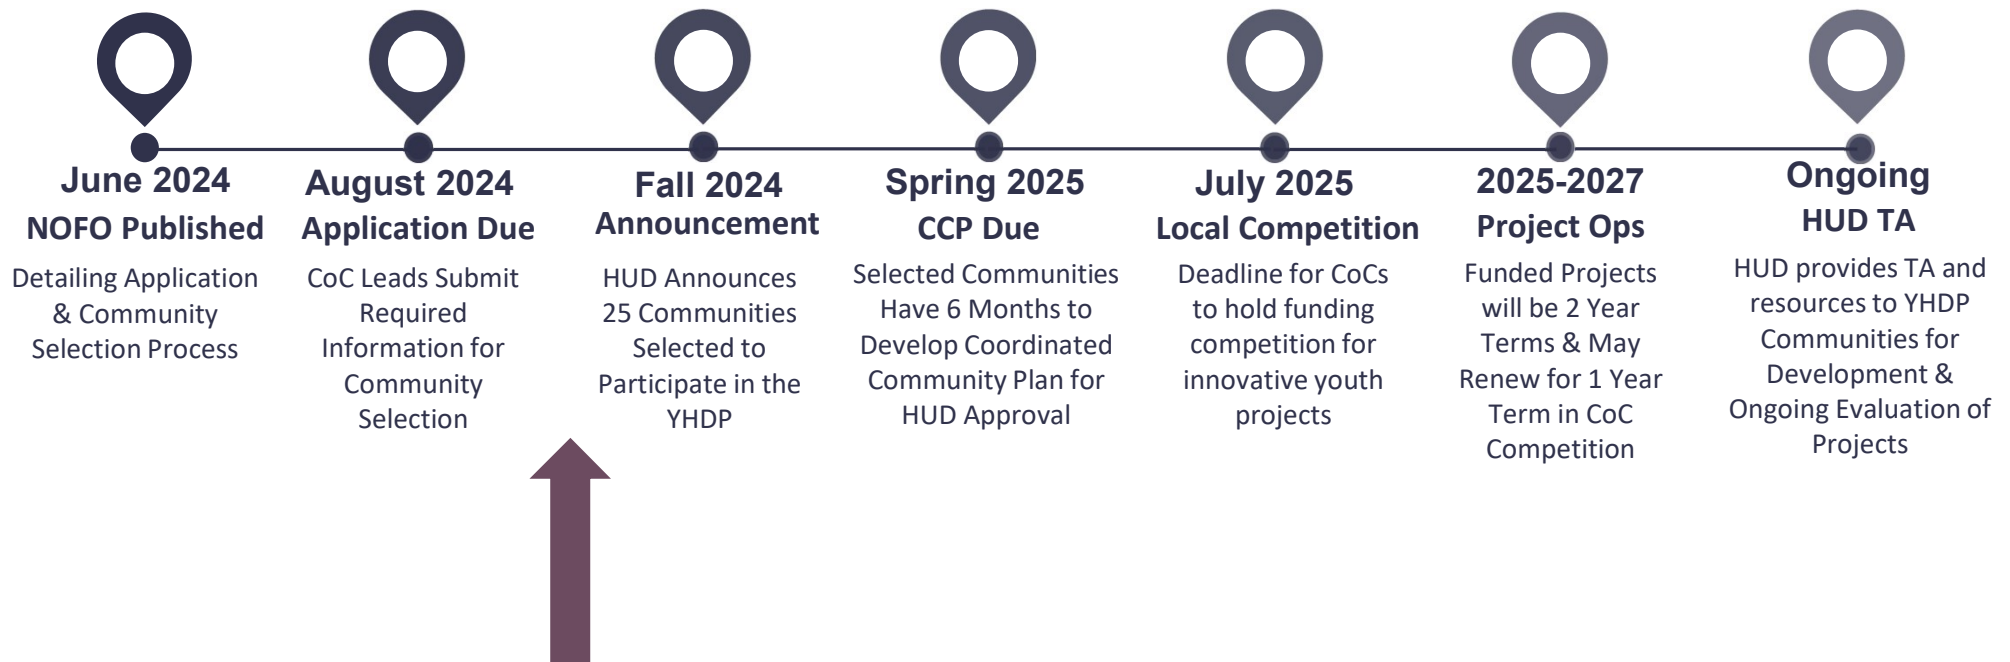 June 2024
NOFO Published
Detailing Application
& Community
Selection Process
August 2024
Application Due
CoC Leads Submit
Required
Information for
Community
Selection
Fall 2024
Announcement
HUD Announces
25 Communities
Selected to
Participate in the
YHDP
Spring 2025
CCP Due
Selected Communities
Have 6 Months to
Develop Coordinated
Community Plan for
HUD Approval
July 2025
Local Competition
Deadline for CoCs
to hold funding
competition for
innovative youth
projects
2025-2027
Project Ops
Funded Projects
will be 2 Year
Terms & May
Renew for 1 Year
Term in CoC
Competition
Ongoing
HUD TA
HUD provides TA and
resources to YHDP
Communities for
Development &
Ongoing Evaluation of
Projects